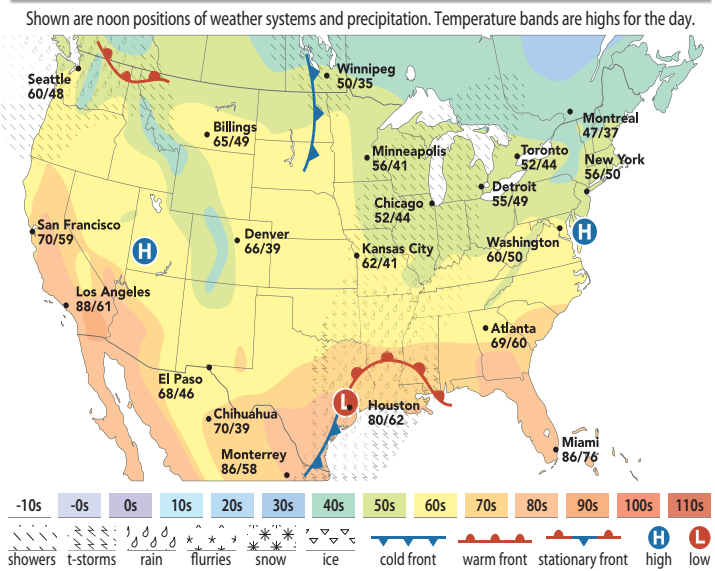 Shown are noon positions of weather systems and precipitation. Temperature bands are highs for the day.
Seattle
60/48
Winnipeg
50/35
Billings
65/49
Minneapolis
56/41
Montreal
47/37
Toronto
52/44
New York
56/50
Detroit
55/49
Chicago
52/44
San Francisco
70/59
Denver
66/39
Kansas City
62/41
Washington
60/50
H
H
Los Angeles
88/61
Atlanta
69/60
El Paso
68/46
L
Houston
80/62
Chihuahua
70/39
Monterrey
86/58
Miami
86/76
-10s -0s 0s 10s 20s 30s 40s 50s 60s 70s 80s 90s 100s 110s
H L
showers t-storms rain flurries snow ice cold front warm front stationary front high low